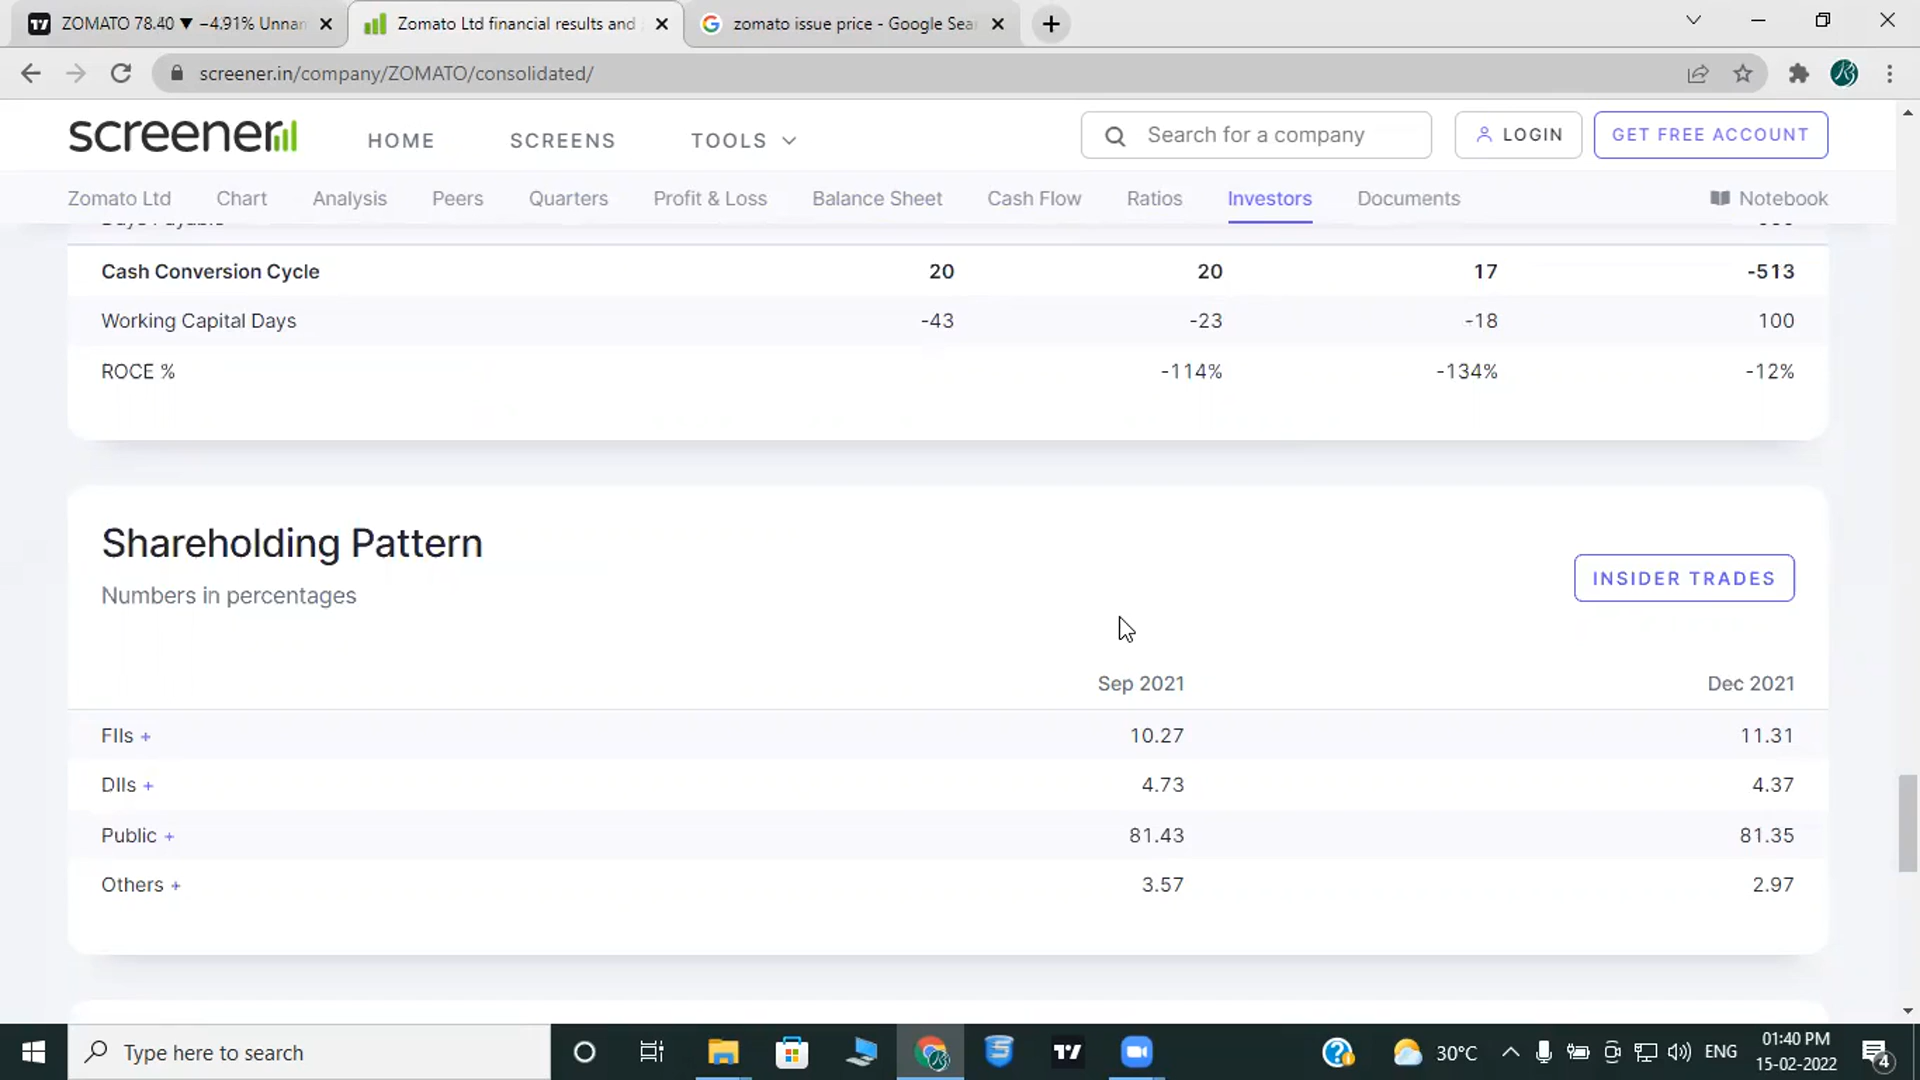 ZOMATO 78.40 ▼ −4.91% Unnan
Zomato Ltd financial results and
zomato issue price - Google Sea
screener.in/company/ZOMATO/consolidated/
screener
HOME
SCREENS
TOOLS
Search for a company
LOGIN
GET FREE ACCOUNT
Zomato Ltd
Chart
Analysis
Peers
Quarters
Profit & Loss
Balance Sheet
Cash Flow
Ratios
Investors
Documents
Notebook
Cash Conversion Cycle 20 20 17 -513
Working Capital Days -43 -23 -18 100
ROCE % -114% -134% -12%
Shareholding Pattern
Numbers in percentages
INSIDER TRADES
Sep 2021 Dec 2021
FIIs + 10.27 11.31
DIIs + 4.73 4.37
Public + 81.43 81.35
Others + 3.57 2.97
Type here to search
30°C
ENG
01:40 PM
15-02-2022
4